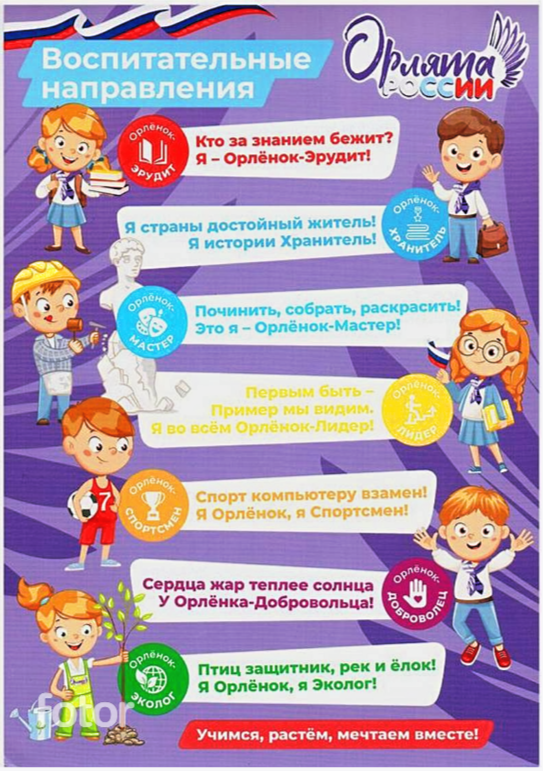 Воспитательные
направления
Орлята
РОССИИ
Орлёнок-
ЭРУДИТ
Кто за знанием бежит?
Я – Орлёнок-Эрудит!
Я страны достойный житель!
Я истории Хранитель!
Орлёнок-
ХРАНИТЕЛЬ
Орлёнок-
МАСТЕР
Починить, собрать, раскрасить!
Это я – Орлёнок-Мастер!
Первым быть –
Пример мы видим.
Я во всём Орлёнок-Лидер!
Орлёнок-
ЛИДЕР
7
Орлёнок-
СПОРТСМЕН
Спорт компьютеру взамен!
Я Орлёнок, я Спортсмен!
Сердца жар теплее солнца
У Орлёнка-Добровольца!
Орлёнок-
ДОБРОВОЛЕЦ
Орлёнок-
ЭКОЛОГ
Птиц защитник, рек и ёлок!
Я Орлёнок, я Эколог!
fotor
Учимся, растём, мечтаем вместе!